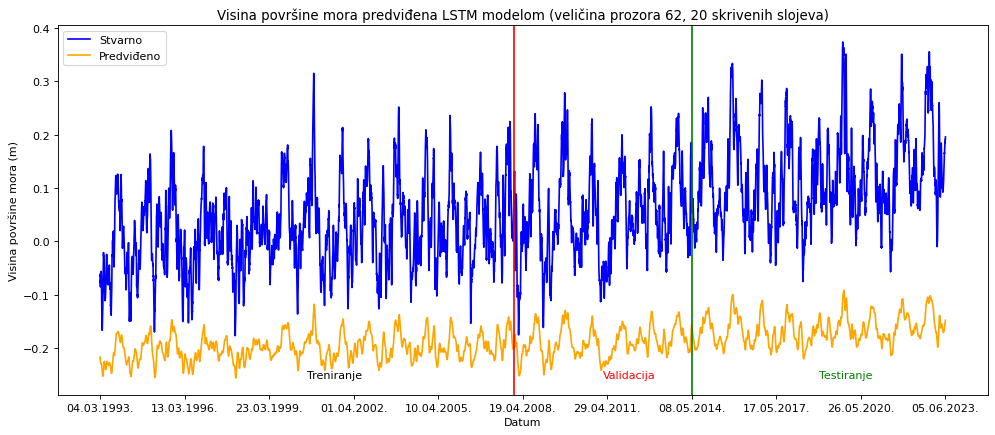 Visina površine mora predviđena LSTM modelom (veličina prozora 62, 20 skrivenih slojeva)
Stvarno
Predviđeno
Visina površine mora (m)
0.4
0.3
0.2
0.1
0.0
−0.1
−0.2
Treniranje
Validacija
Testiranje
04.03.1993.
13.03.1996.
23.03.1999.
01.04.2002.
10.04.2005.
19.04.2008.
29.04.2011.
08.05.2014.
17.05.2017.
26.05.2020.
05.06.2023.
Datum